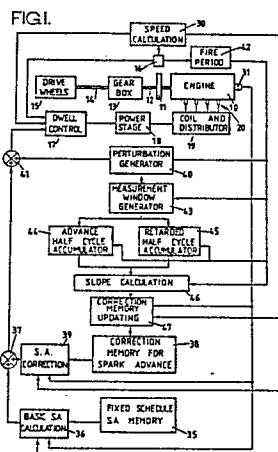 FIG.1.
SPEED
CALCULATION
30
FIRE
PERIOD
42
16
31
DRIVE
WHEELS
GEAR
BOX
ENGINE
15
14
13
12
11
10
20
DWELL
CONTROL
POWER
STAGE
COIL AND
DISTRIBUTOR
17
18
19
41
PERTURBATION
GENERATOR
40
MEASUREMENT
WINDOW
GENERATOR
43
44
ADVANCE
HALF CYCLE
ACCUMULATOR
RETARDED
HALF CYCLE
ACCUMULATOR
45
SLOPE CALCULATION
46
CORRECTION
MEMORY
UPDATING
47
37
39
S.A.
CORRECTION
CORRECTION
MEMORY FOR
SPARK ADVANCE
38
BASIC SA
CALCULATION
36
FIXED SCHEDULE
SA MEMORY
35